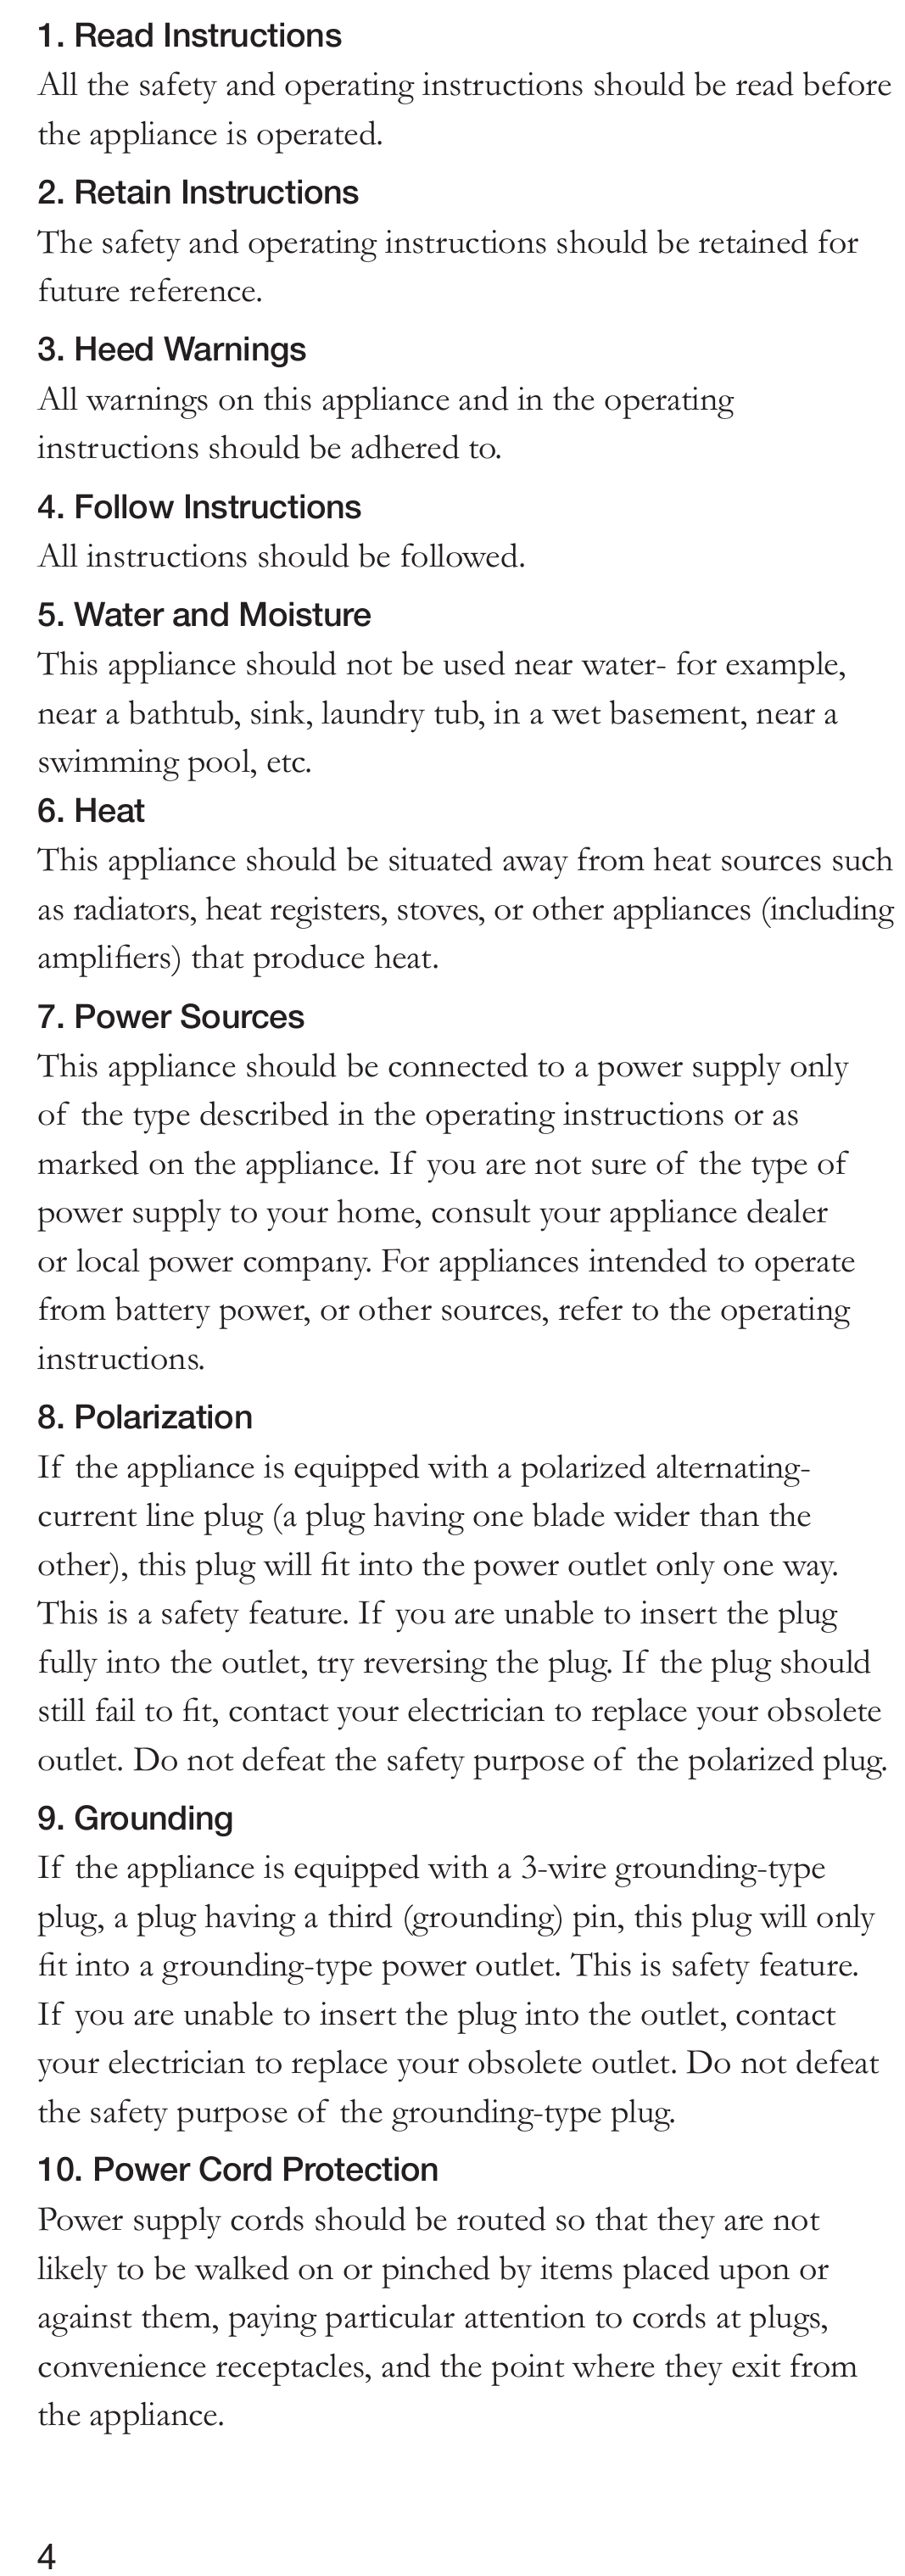 1. Read Instructions
All the safety and operating instructions should be read before
the appliance is operated.
2. Retain Instructions
The safety and operating instructions should be retained for
future reference.
3. Heed Warnings
All warnings on this appliance and in the operating
instructions should be adhered to.
4. Follow Instructions
All instructions should be followed.
5. Water and Moisture
This appliance should not be used near water- for example,
near a bathtub, sink, laundry tub, in a wet basement, near a
swimming pool, etc.
6. Heat
This appliance should be situated away from heat sources such
as radiators, heat registers, stoves, or other appliances (including
amplifiers) that produce heat.
7. Power Sources
This appliance should be connected to a power supply only
of the type described in the operating instructions or as
marked on the appliance. If you are not sure of the type of
power supply to your home, consult your appliance dealer
or local power company. For appliances intended to operate
from battery power, or other sources, refer to the operating
instructions.
8. Polarization
If the appliance is equipped with a polarized alternating-
current line plug (a plug having one blade wider than the
other), this plug will fit into the power outlet only one way.
This is a safety feature. If you are unable to insert the plug
fully into the outlet, try reversing the plug. If the plug should
still fail to fit, contact your electrician to replace your obsolete
outlet. Do not defeat the safety purpose of the polarized plug.
9. Grounding
If the appliance is equipped with a 3-wire grounding-type
plug, a plug having a third (grounding) pin, this plug will only
fit into a grounding-type power outlet. This is safety feature.
If you are unable to insert the plug into the outlet, contact
your electrician to replace your obsolete outlet. Do not defeat
the safety purpose of the grounding-type plug.
10. Power Cord Protection
Power supply cords should be routed so that they are not
likely to be walked on or pinched by items placed upon or
against them, paying particular attention to cords at plugs,
convenience receptacles, and the point where they exit from
the appliance.
4